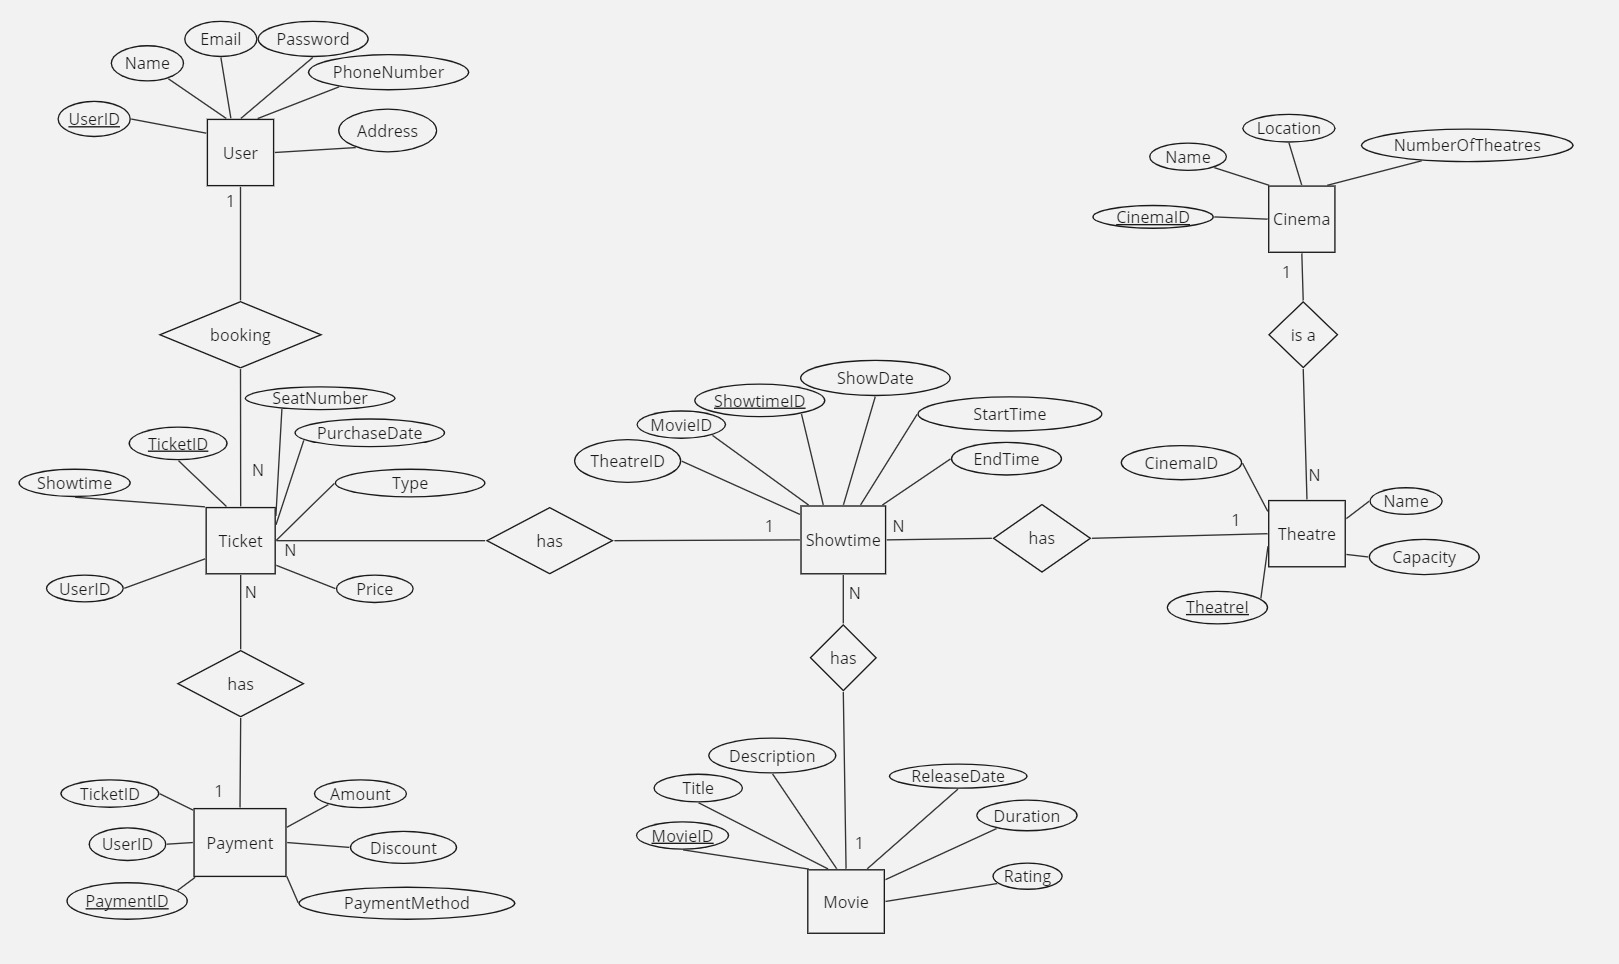 Email
Password
Name
PhoneNumber
UserID
Address
User
1
booking
Location
NumberOfTheatres
Name
CinemaID
Cinema
1
is a
N
SeatNumber
PurchaseDate
TicketID
N
Showtime
Type
Ticket
N
UserID
Price
N
has
1
ShowDate
ShowtimeID
StartTime
MovieID
EndTime
TheatreID
Showtime
N
has
1
CinemaID
Name
Theatre
Capacity
TheatreI
N
has
1
has
1
TicketID
Amount
UserID
Payment
Discount
PaymentID
PaymentMethod
Description
ReleaseDate
Title
Duration
MovieID
Rating
Movie